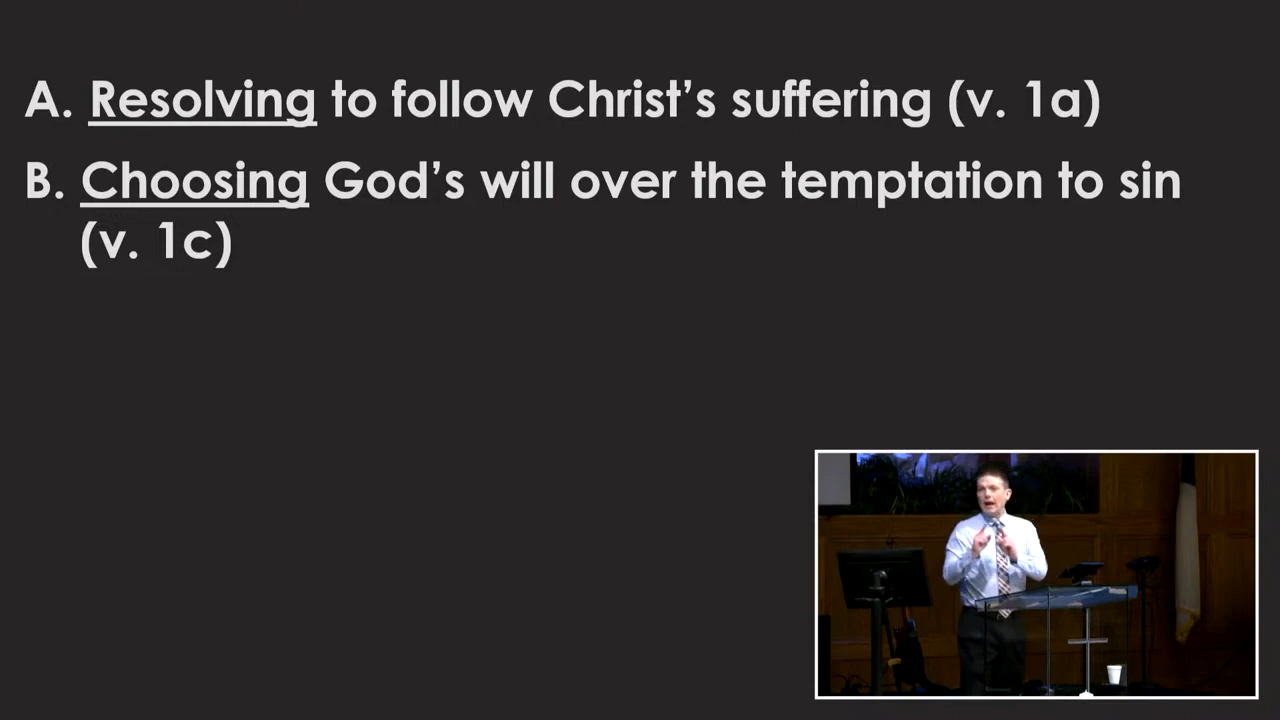 A. Resolving to follow Christ’s suffering (v. 1a)
B. Choosing God’s will over the temptation to sin
(v. 1c)